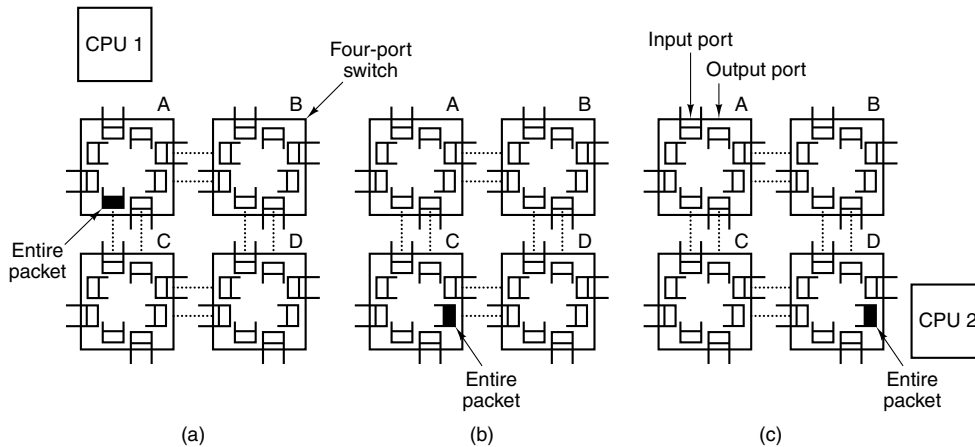 CPU 1
Four-port
switch
Input port
Output port
A
B
A
B
A
B
Entire
packet
C
D
C
D
C
D
CPU 2
Entire
packet
Entire
packet
(a)
(b)
(c)